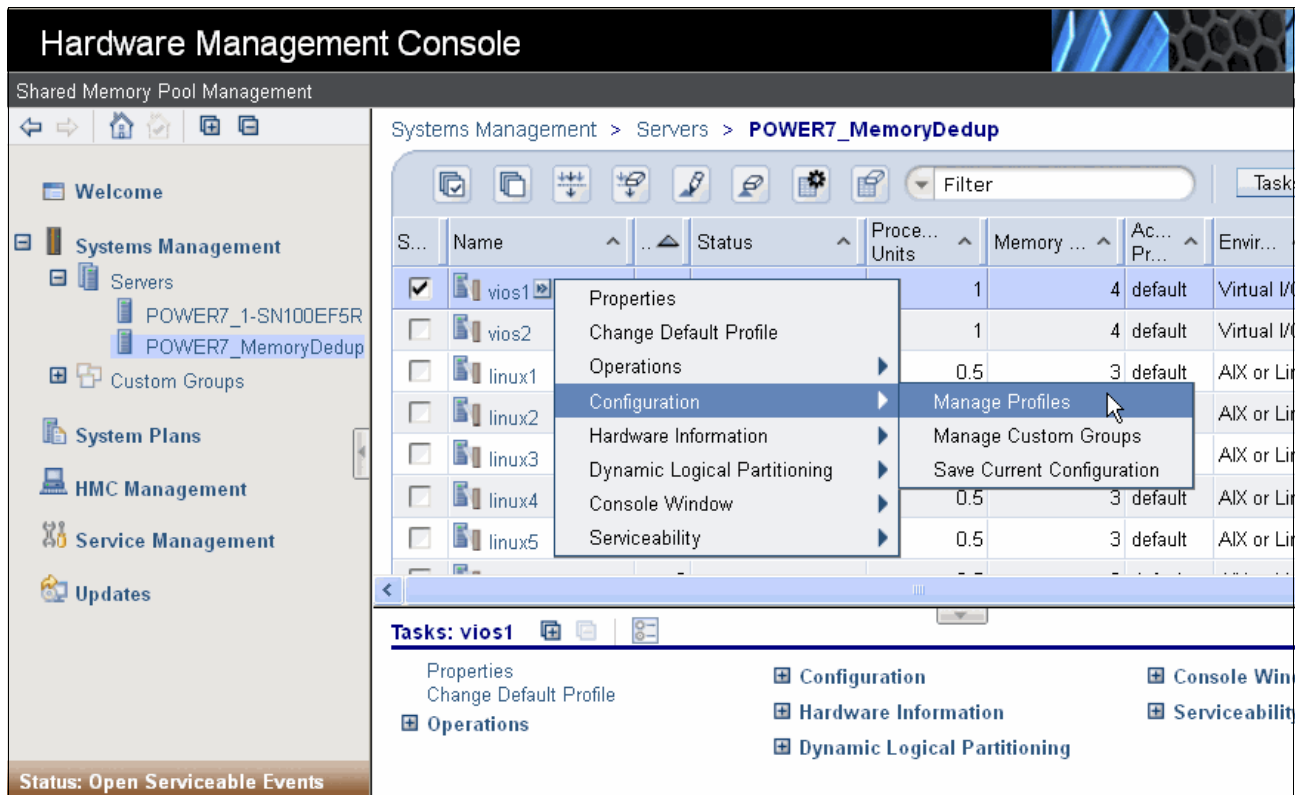 Hardware Management Console
Shared Memory Pool Management
Welcome
Systems Management
Servers
POWER7_1-SN100EF5R
POWER7_MemoryDedup
Custom Groups
System Plans
HMC Management
Service Management
Updates
Status: Open Serviceable Events
Systems Management > Servers > POWER7_MemoryDedup
Filter
Tasks
S... Name .. Status Proce... Units Memory ... Ac... Pr... Envir...
vios1 1 4 default Virtual I/
vios2 1 4 default Virtual I/
linux1 0.5 3 default AIX or Li
linux2 AIX or Li
linux3 AIX or Li
linux4 0.5 3 default AIX or Li
linux5 0.5 3 default AIX or Li
Properties
Change Default Profile
Operations
Configuration
Hardware Information
Dynamic Logical Partitioning
Console Window
Serviceability
Manage Profiles
Manage Custom Groups
Save Current Configuration
Tasks: vios1
Properties
Change Default Profile
Operations
Configuration
Hardware Information
Dynamic Logical Partitioning
Console Win
Serviceability